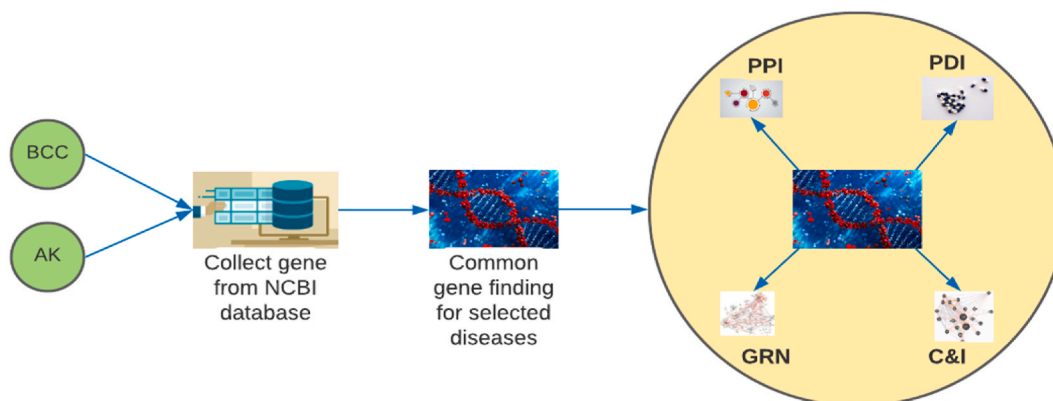 BCC
AK
Collect gene
from NCBI
database
Common
gene finding
for selected
diseases
PPI
PDI
GRN
C&I